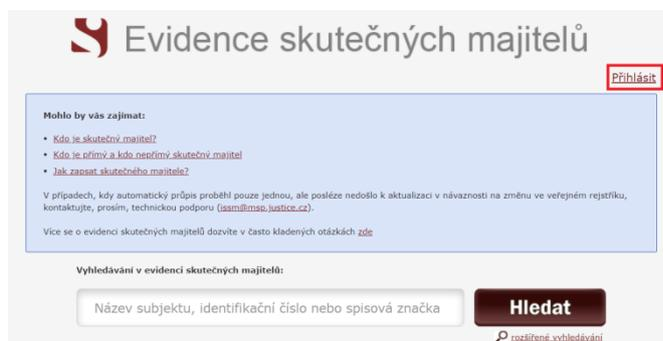 Evidence skutečných majitelů
Přihlásit
Mohlo by vás zajímat:
• Kdo je skutečný majitel?
• Kdo je přímý a kdo nepřímý skutečný majitel
• Jak zapsat skutečného majitele?
V případech, kdy automatický průpis proběhl pouze jednou, ale posléze nedošlo k aktualizaci v návaznosti na změnu ve veřejném rejstříku,
kontaktujte, prosím, technickou podporu (issm@msp.justice.cz).
Více se o evidenci skutečných majitelů dozvíte v často kladených otázkách zde
Vyhledávání v evidenci skutečných majitelů:
Název subjektu, identifikační číslo nebo spisová značka
Hledat
rozšířené vyhledávání